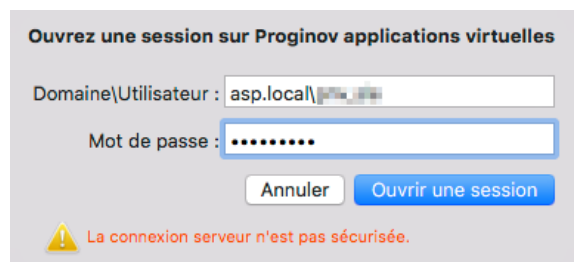 Ouvrez une session sur Proginov applications virtuelles
Domaine\Utilisateur : asp.local\
Mot de passe : •••••••••
Annuler Ouvrir une session
La connexion serveur n'est pas sécurisée.